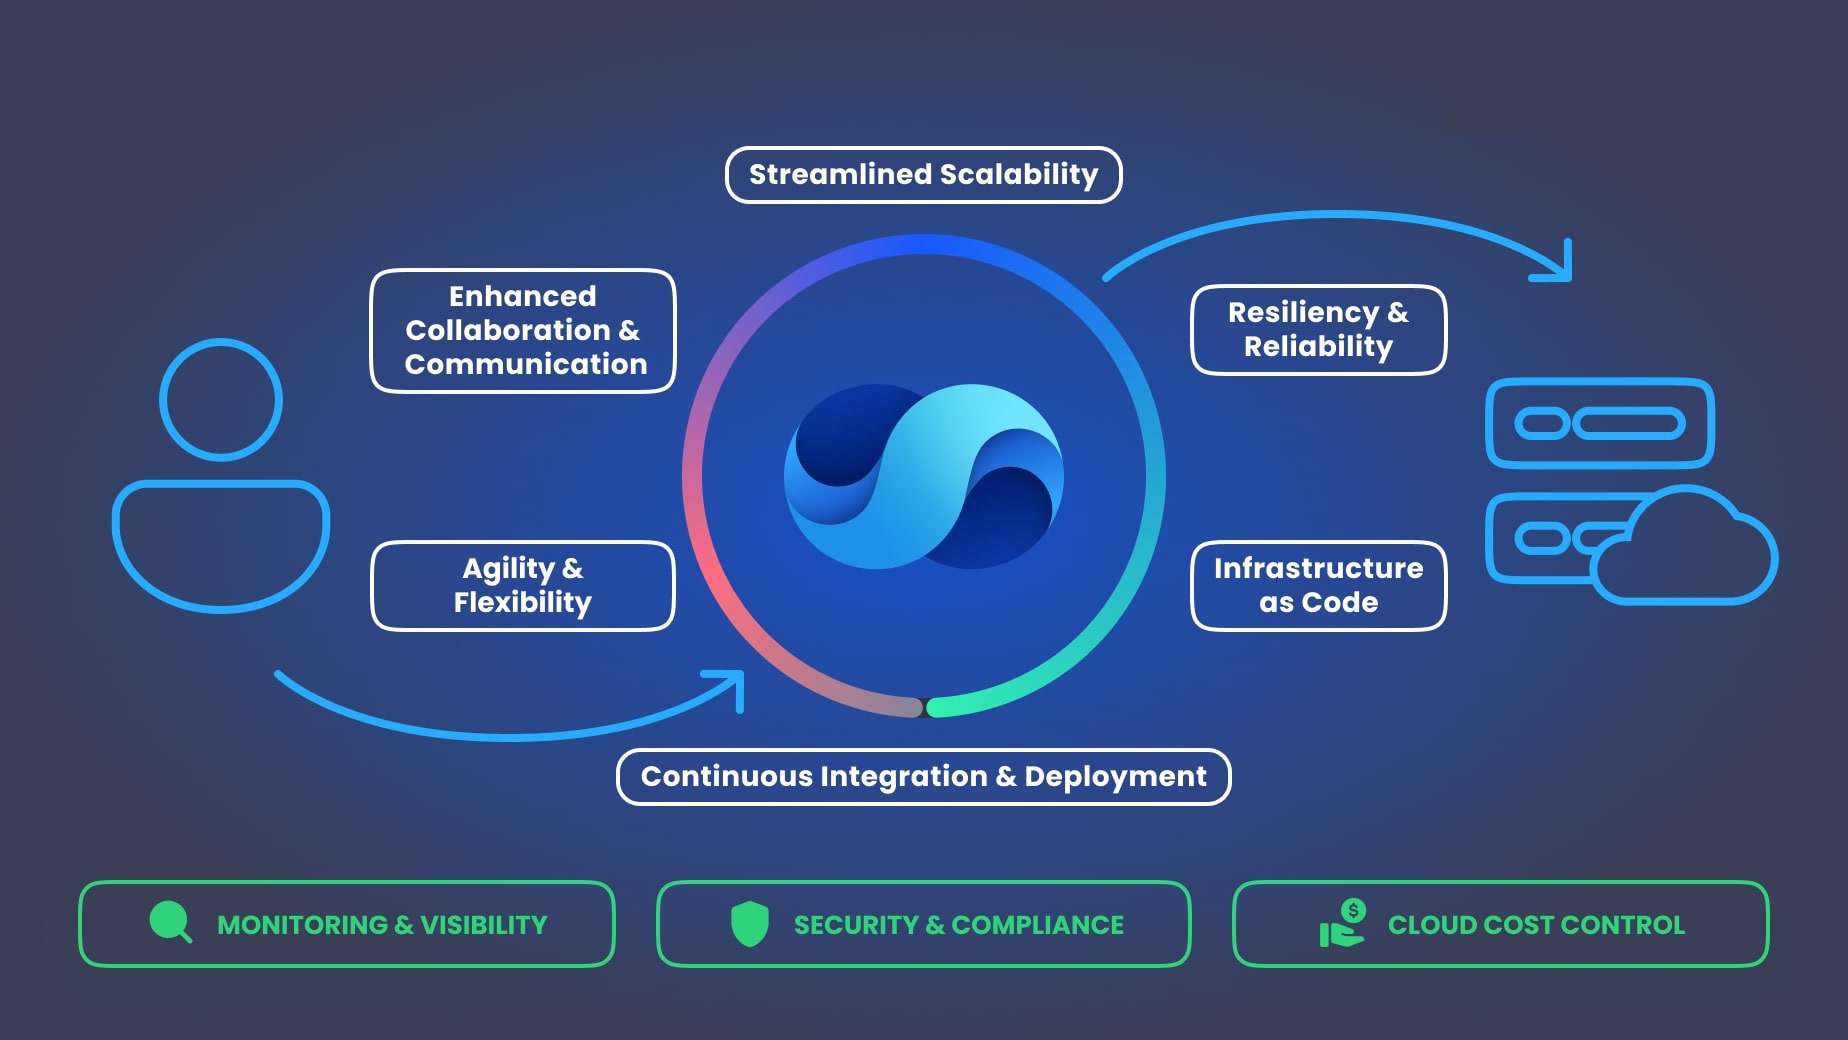 Streamlined Scalability
Enhanced
Collaboration &
Communication
Resiliency &
Reliability
Agility &
Flexibility
Infrastructure
as Code
Continuous Integration & Deployment
MONITORING & VISIBILITY
SECURITY & COMPLIANCE
$
CLOUD COST CONTROL